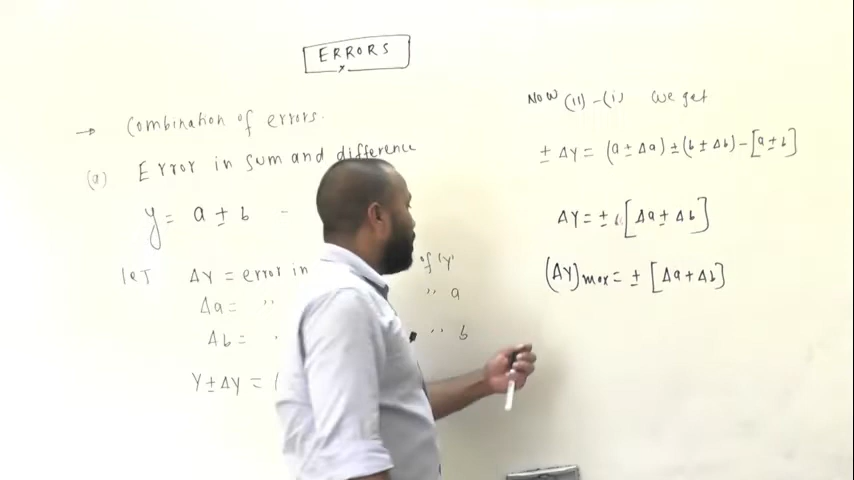 ERRORS
→ Combination of errors.
(a) Error in sum and difference
y = a ± b -
let ΔY = error in of 'y'
Δa = '' '' a
Δb = '' '' b
Y ± ΔY = (
Now (ii) - (i) we get
± ΔY = (a ± Δa) ± (b ± Δb) - [a ± b]
ΔY = ± [Δa ± Δb]
(ΔY)max = ± [Δa + Δb]